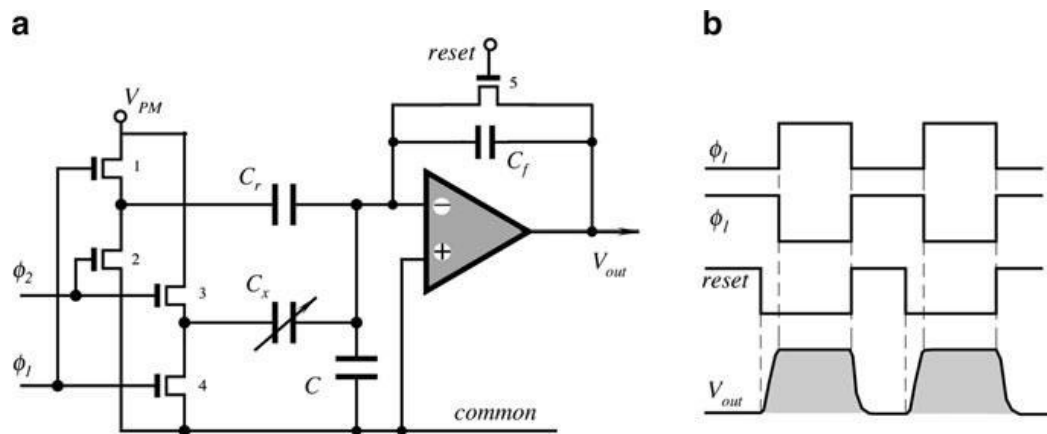 a
b
reset
5
V_PM
1
C_f
C_r
ϕ_1
ϕ_1
2
V_out
ϕ_2
3
C_x
reset
ϕ_1
4
C
V_out
common